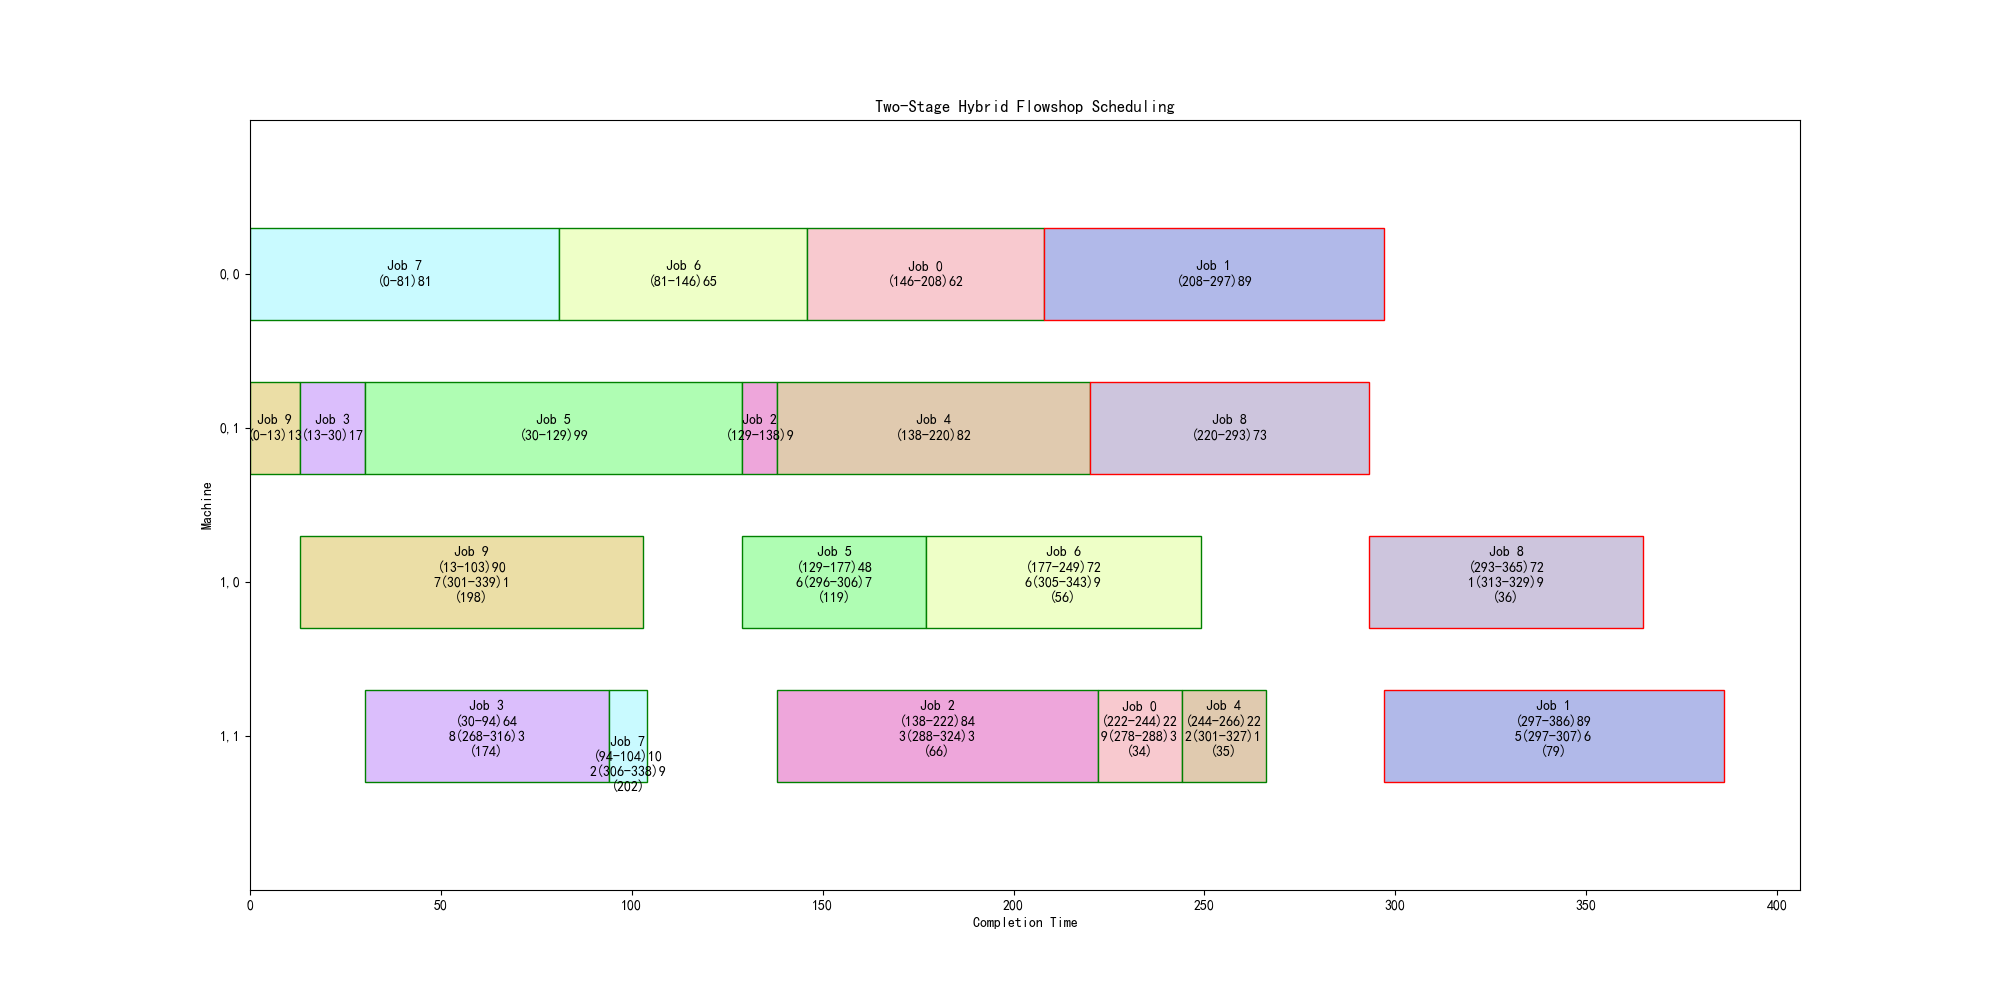 Two-Stage Hybrid Flowshop Scheduling
Machine
0,0
Job 7
(0-81)81
Job 6
(81-146)65
Job 0
(146-208)62
Job 1
(208-297)89
0,1
Job 9
(0-13)13
Job 3
(13-30)17
Job 5
(30-129)99
Job 2
(129-138)9
Job 4
(138-220)82
Job 8
(220-293)73
1,0
Job 9
(13-103)90
7(301-339)1
(198)
Job 5
(129-177)48
6(296-306)7
(119)
Job 6
(177-249)72
6(305-343)9
(56)
Job 8
(293-365)72
1(313-329)9
(36)
1,1
Job 3
(30-94)64
8(268-316)3
(174)
Job 7
(94-104)10
2(306-338)9
(202)
Job 2
(138-222)84
3(288-324)3
(66)
Job 0
(222-244)22
9(278-288)3
(34)
Job 4
(244-266)22
2(301-327)1
(35)
Job 1
(297-386)89
5(297-307)6
(79)
0 50 100 150 200 250 300 350 400
Completion Time